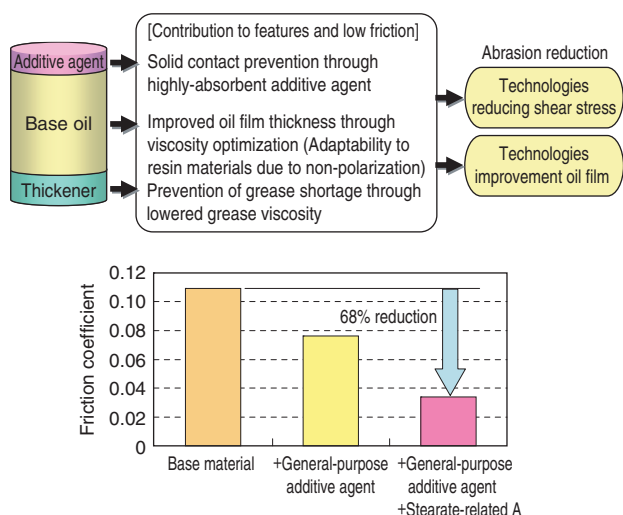 [Contribution to features and low friction]
Additive agent
Solid contact prevention through
highly-absorbent additive agent
Base oil
Improved oil film thickness through
viscosity optimization (Adaptability to
resin materials due to non-polarization)
Thickener
Prevention of grease shortage through
lowered grease viscosity
Abrasion reduction
Technologies
reducing shear stress
Technologies
improvement oil film
Friction coefficient
0.12
0.10
0.08
0.06
0.04
0.02
0
68% reduction
Base material
+General-purpose
additive agent
+General-purpose
additive agent
+Stearate-related A